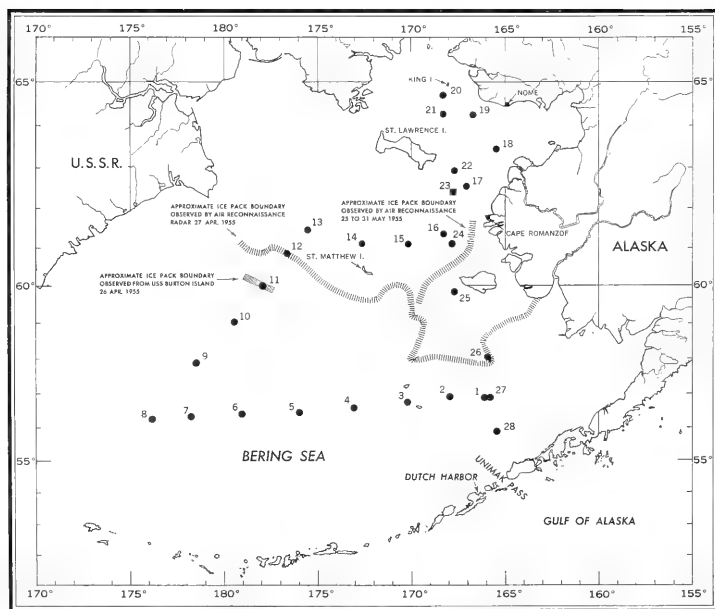 170° 175° 180° 175° 170° 165° 160° 155°
65° 65°
KING I.
20
NOME
21 19
ST. LAWRENCE I.
18
U.S.S.R.
22
23 17
APPROXIMATE ICE PACK BOUNDARY
OBSERVED BY AIR RECONNAISSANCE
RADAR 27 APR. 1955
APPROXIMATE ICE PACK BOUNDARY
OBSERVED BY AIR RECONNAISSANCE
25 TO 31 MAY 1955
13
12 14 15 16 24
CAPE ROMANZOF
ALASKA
ST. MATTHEW I.
APPROXIMATE ICE PACK BOUNDARY
OBSERVED FROM USS BURTON ISLAND
26 APR. 1955
60° 60°
11
25
10
9
26
8 7 6 5 4 3 2 1 27
28
55° 55°
BERING SEA
UNIMAK PASS
DUTCH HARBOR
GULF OF ALASKA
170° 175° 180° 175° 170° 165° 160° 155°